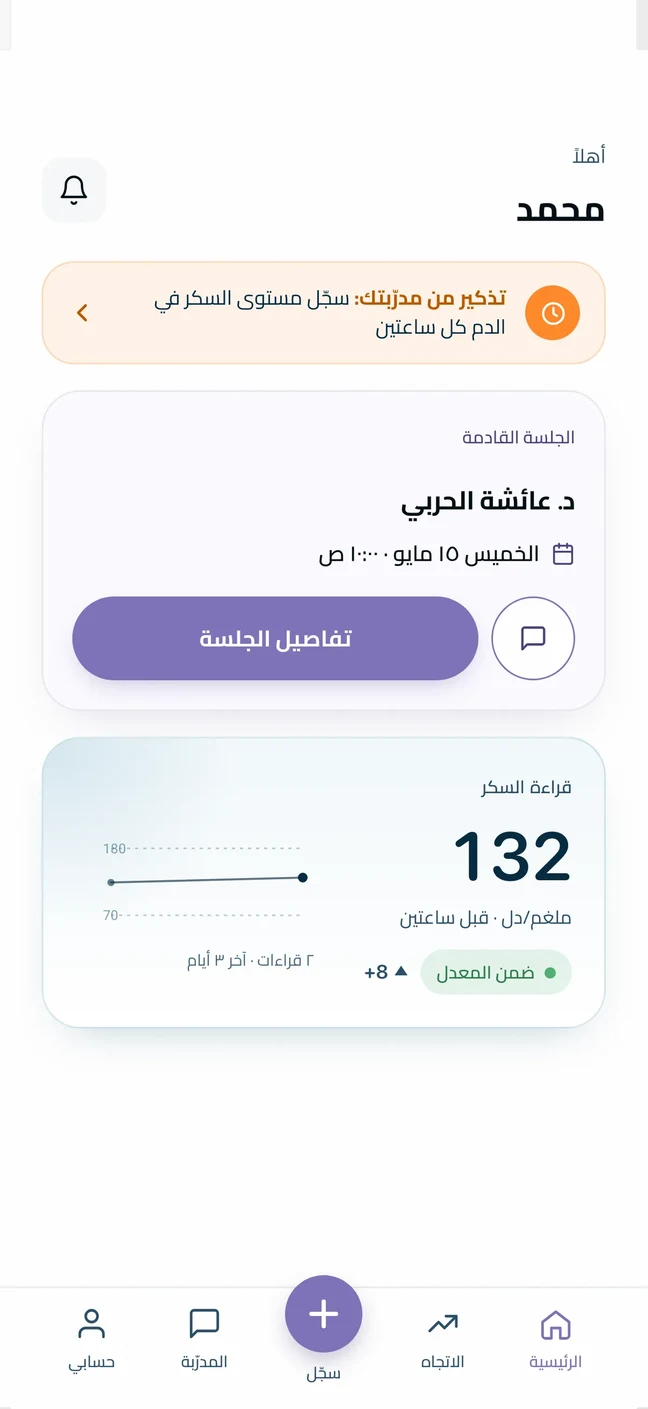 أهلاً
محمد
تذكير من مدرّبتك: سجّل مستوى السكر في
الدم كل ساعتين
الجلسة القادمة
د. عائشة الحربي
الخميس ١٥ مايو · ١٠:٠٠ ص
تفاصيل الجلسة
قراءة السكر
132
ملغم/دل · قبل ساعتين
ضمن المعدل
▲ +8
180
70
٢ قراءات · آخر ٣ أيام
الرئيسية
الاتجاه
سجّل
المدرّبة
حسابي